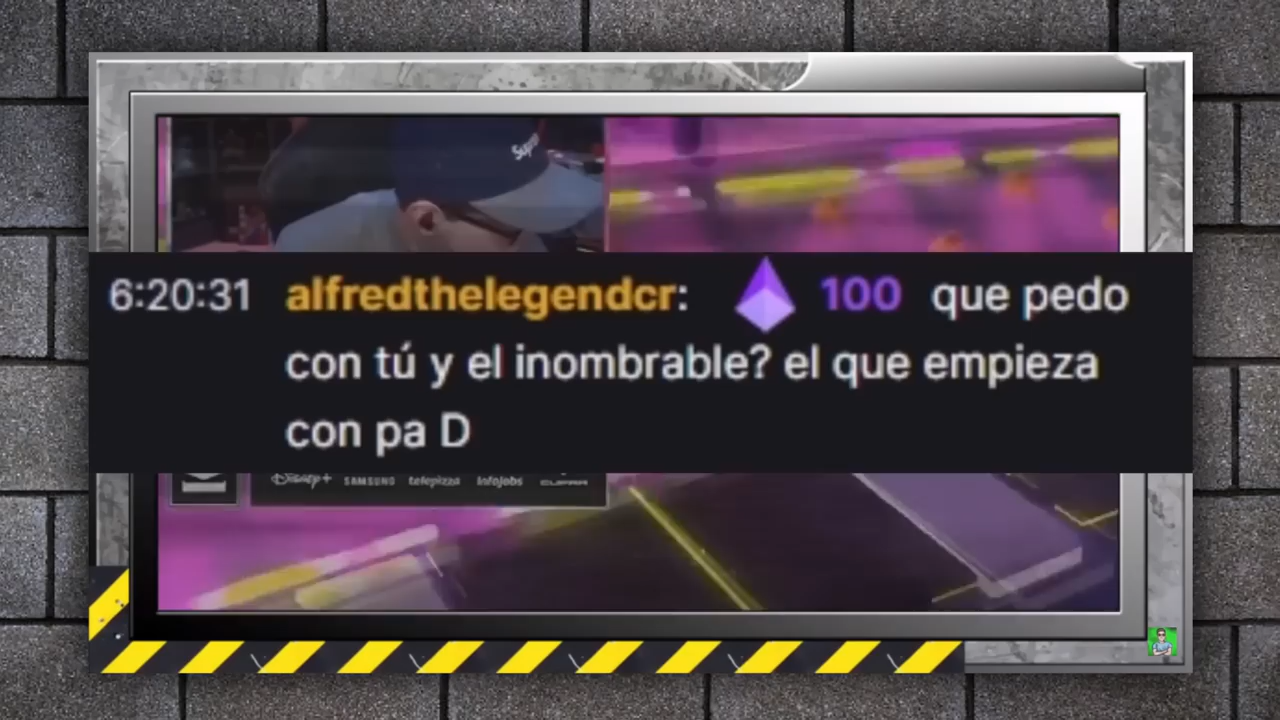 6:20:31 alfredthelegendcr: 100 que pedo
con tú y el inombrable? el que empieza
con pa D
Disney+ SAMSUNG telepizza InfoJobs